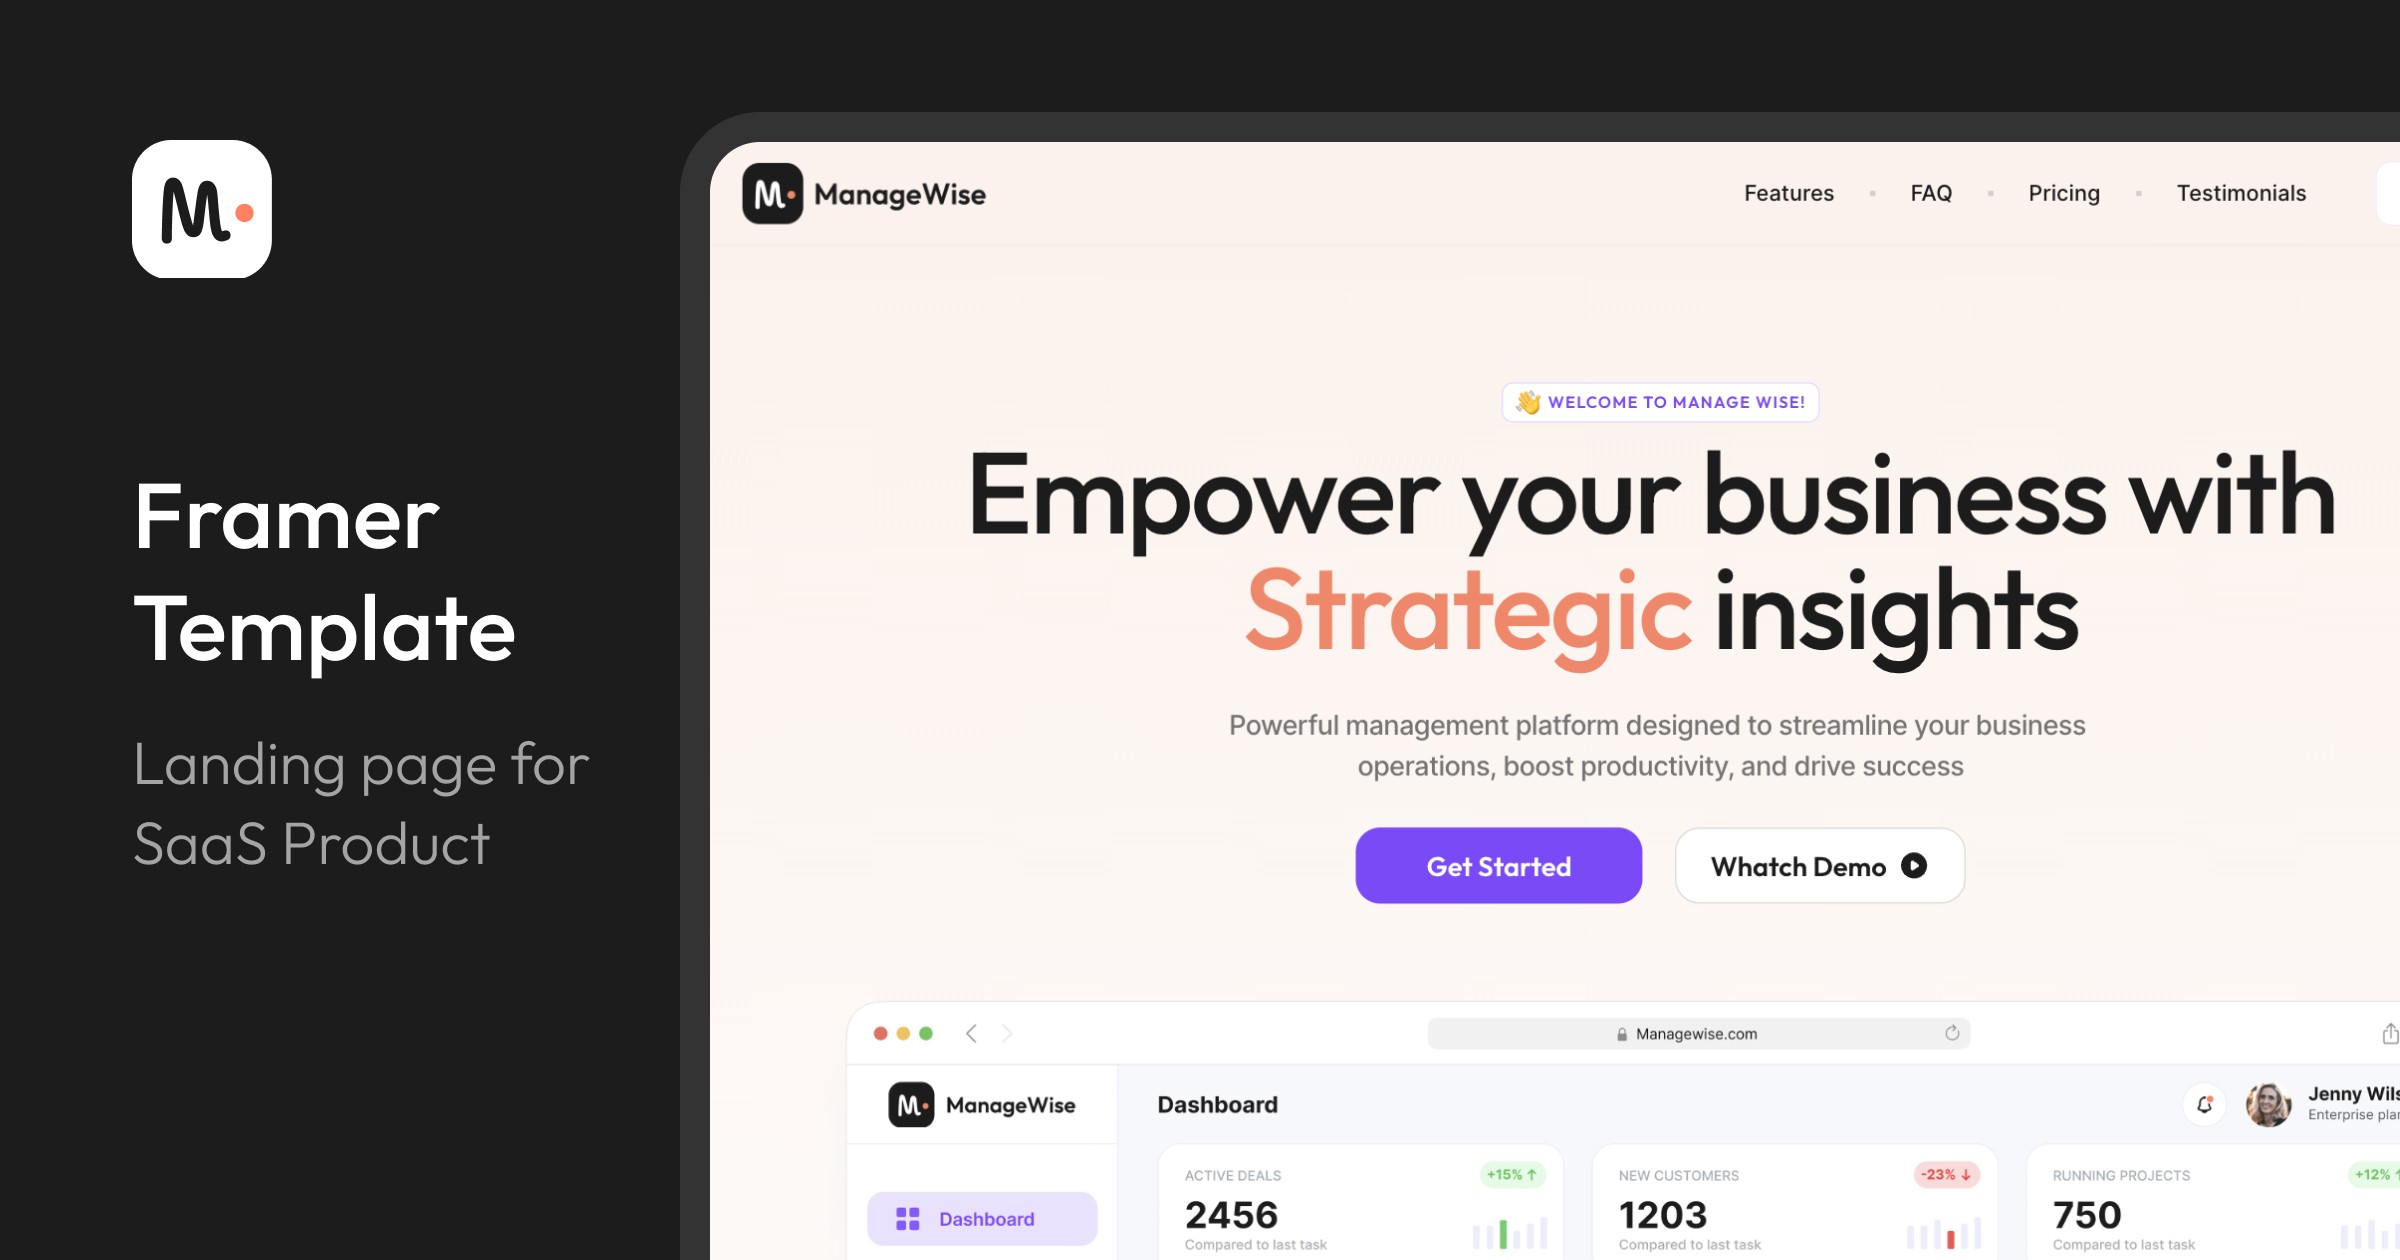 M.
Framer
Template
Landing page for
SaaS Product
M. ManageWise
Features
FAQ
Pricing
Testimonials
WELCOME TO MANAGE WISE!
Empower your business with
Strategic insights
Powerful management platform designed to streamline your business
operations, boost productivity, and drive success
Get Started
Whatch Demo
Managewise.com
M. ManageWise
Dashboard
Jenny Wils
Enterprise plan
Dashboard
ACTIVE DEALS
+15% ↑
2456
Compared to last task
NEW CUSTOMERS
-23% ↓
1203
Compared to last task
RUNNING PROJECTS
+12% ↑
750
Compared to last task